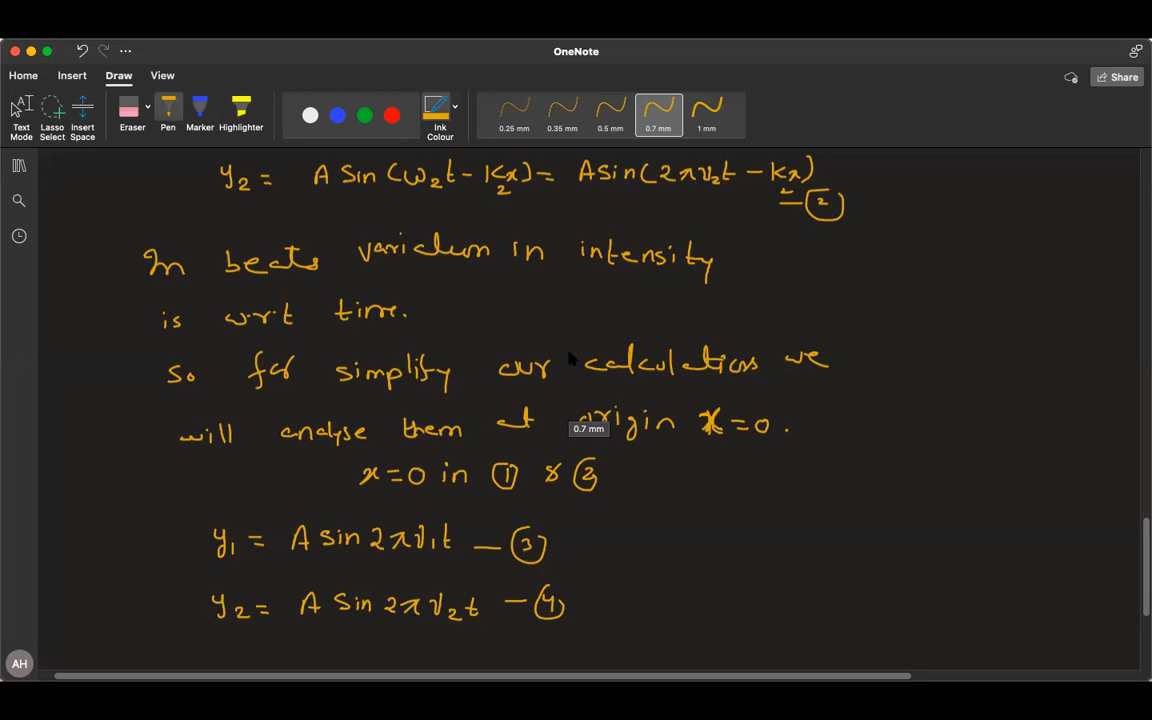 OneNote
Home Insert Draw View
Share
Text Mode Lasso Select Insert Space Eraser Pen Marker Highlighter Ink Colour 0.25 mm 0.35 mm 0.5 mm 0.7 mm 1 mm
y₂ = A Sin(ω₂t - k₂x) = A sin(2πν₂t - k₂x) — ②
In beats variation in intensity
is w.r.t time.
So for simplify our calculations we
will analyse them at origin x = 0.
0.7 mm
x = 0 in ① & ②
y₁ = A sin 2πν₁t — ③
y₂ = A Sin 2πν₂t — ④
AH